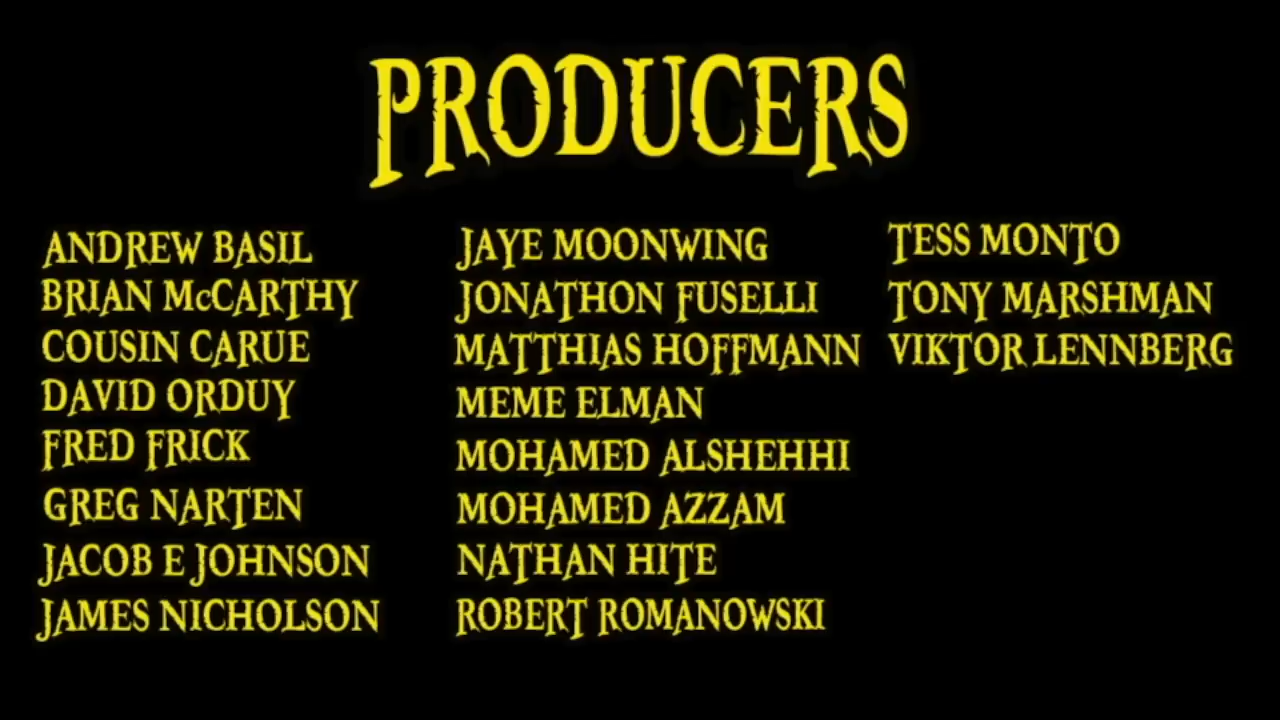 PRODUCERS
ANDREW BASIL
BRIAN McCARTHY
COUSIN CARUE
DAVID ORDUY
FRED FRICK
GREG NARTEN
JACOB E JOHNSON
JAMES NICHOLSON
JAYE MOONWING
JONATHON FUSELLI
MATTHIAS HOFFMANN
MEME ELMAN
MOHAMED ALSHEHHI
MOHAMED AZZAM
NATHAN HITE
ROBERT ROMANOWSKI
TESS MONTO
TONY MARSHMAN
VIKTOR LENNBERG